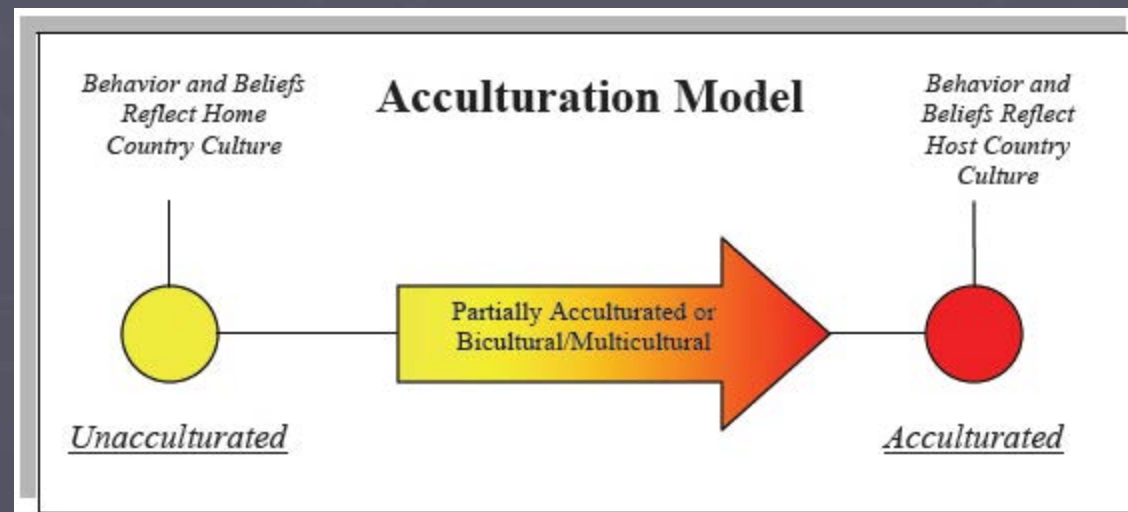 Acculturation Model
Behavior and Beliefs
Reflect Home
Country Culture
Behavior and
Beliefs Reflect
Host Country
Culture
Partially Acculturated or
Bicultural/Multicultural
Unacculturated
Acculturated